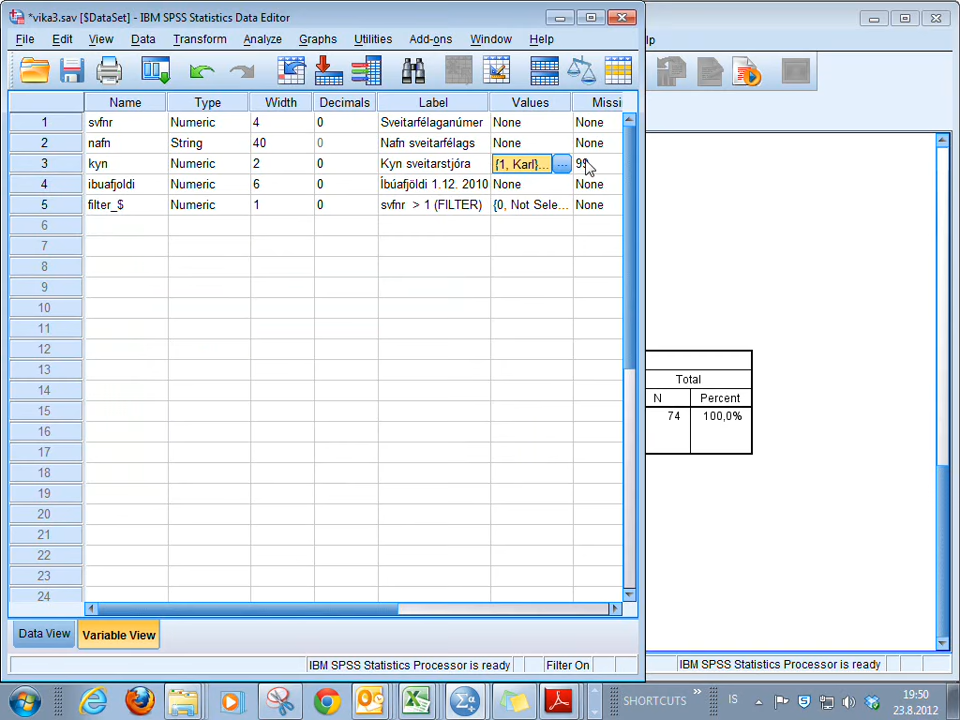 *vika3.sav [$DataSet] - IBM SPSS Statistics Data Editor
File Edit View Data Transform Analyze Graphs Utilities Add-ons Window Help
Name Type Width Decimals Label Values Missi
1 svfnr Numeric 4 0 Sveitarfélaganúmer None None
2 nafn String 40 0 Nafn sveitarfélags None None
3 kyn Numeric 2 0 Kyn sveitarstjóra {1, Karl}... ... 99
4 ibuafjoldi Numeric 6 0 Íbúafjöldi 1.12. 2010 None None
5 filter_$ Numeric 1 0 svfnr > 1 (FILTER) {0, Not Sele... None
6
7
8
9
10
11
12
13
14
15
16
17
18
19
20
21
22
23
24
Data View Variable View
IBM SPSS Statistics Processor is ready Filter On
lp
Total
N Percent
74 100,0%
IBM SPSS Statistics Processor is ready
SHORTCUTS » IS 19:50
23.8.2012